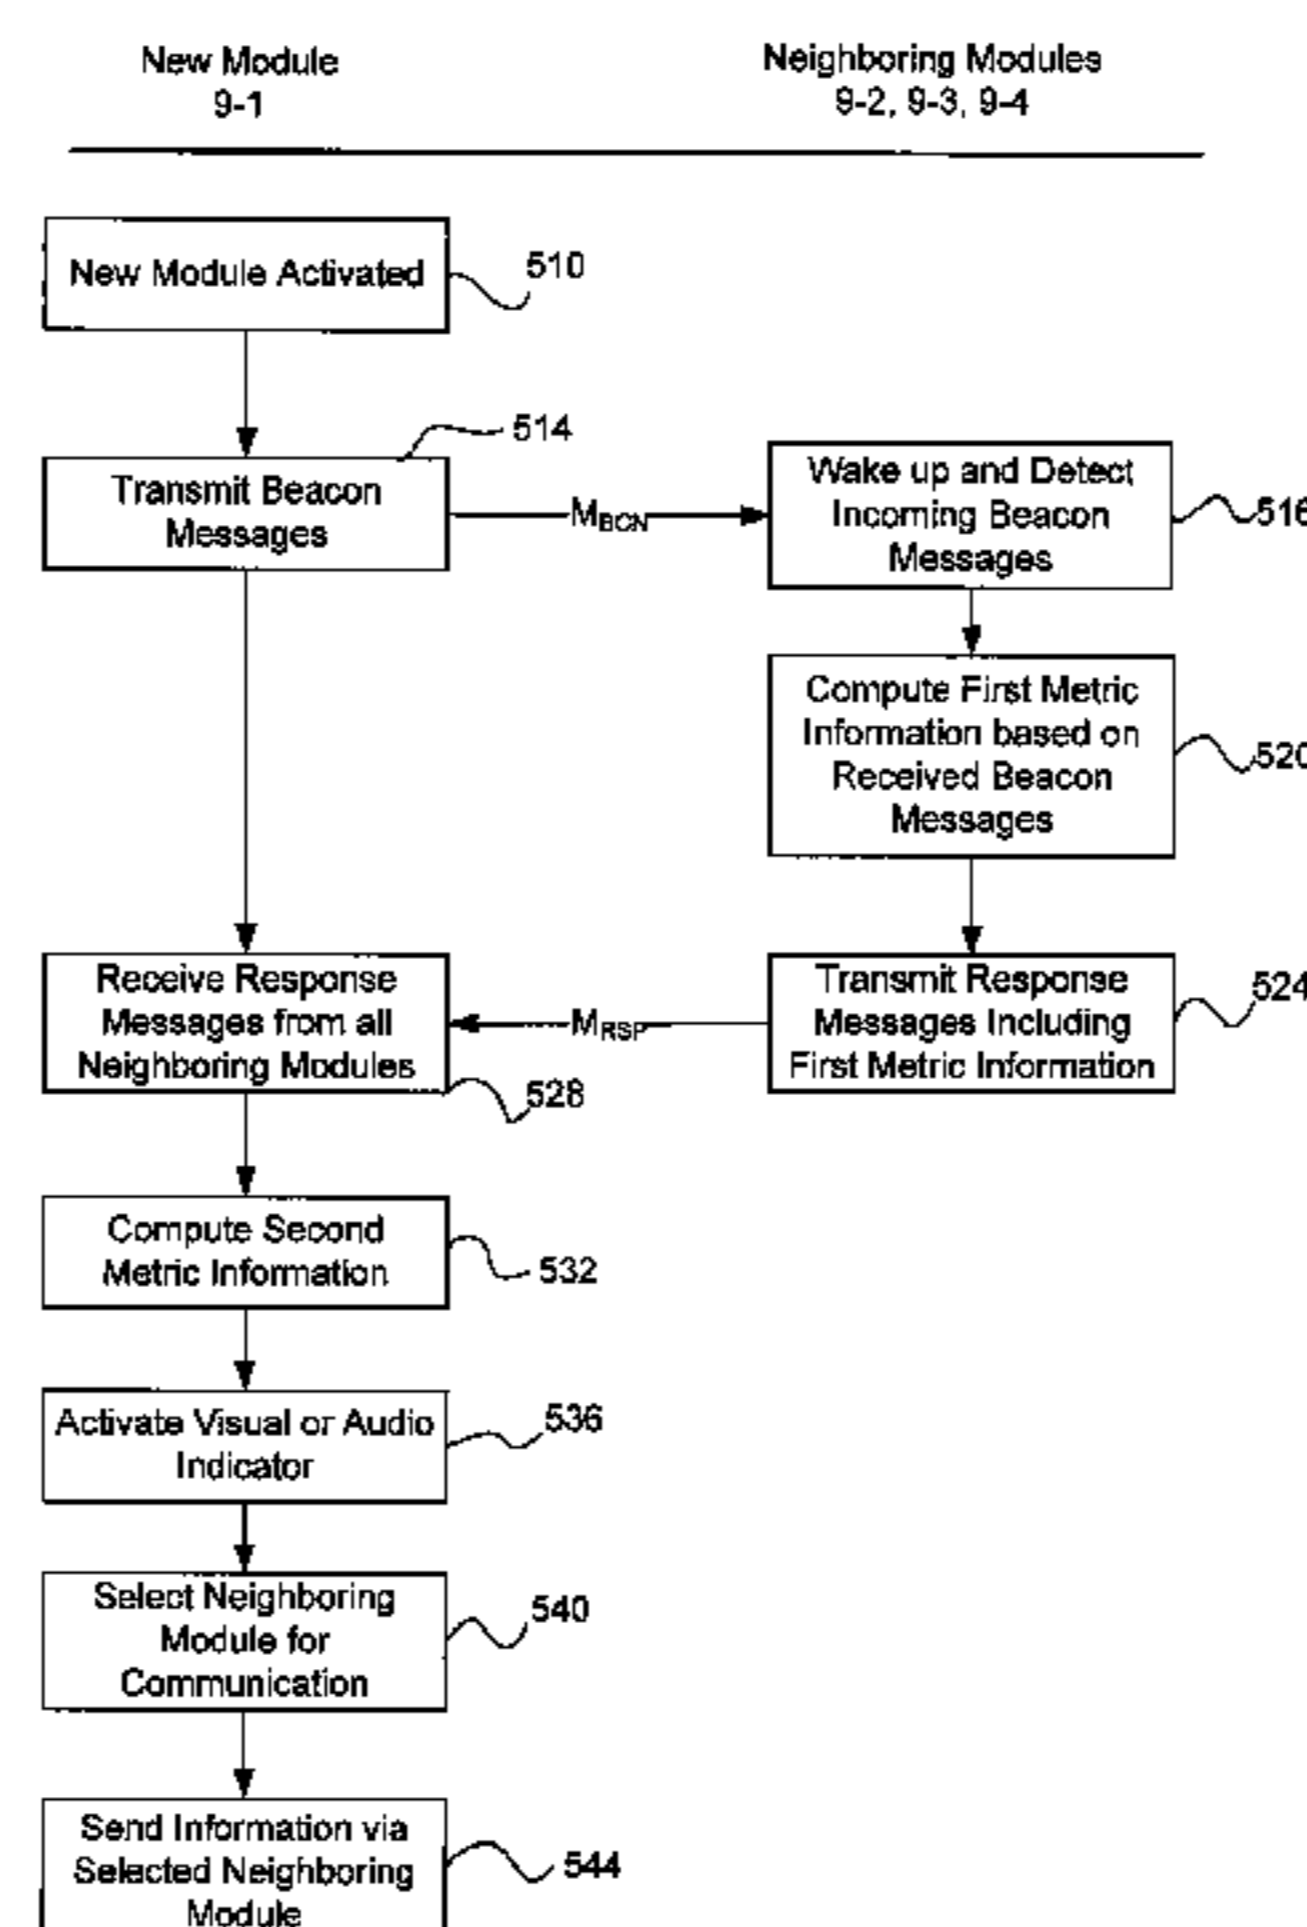 New Module
9-1
Neighboring Modules
9-2, 9-3, 9-4
New Module Activated
510
514
Transmit Beacon
Messages
M_BCN
Wake up and Detect
Incoming Beacon
Messages
516
Compute First Metric
Information based on
Received Beacon
Messages
520
Receive Response
Messages from all
Neighboring Modules
528
M_RSP
Transmit Response
Messages Including
First Metric Information
524
Compute Second
Metric Information
532
Activate Visual or Audio
Indicator
536
Select Neighboring
Module for
Communication
540
Send Information via
Selected Neighboring
Module
544